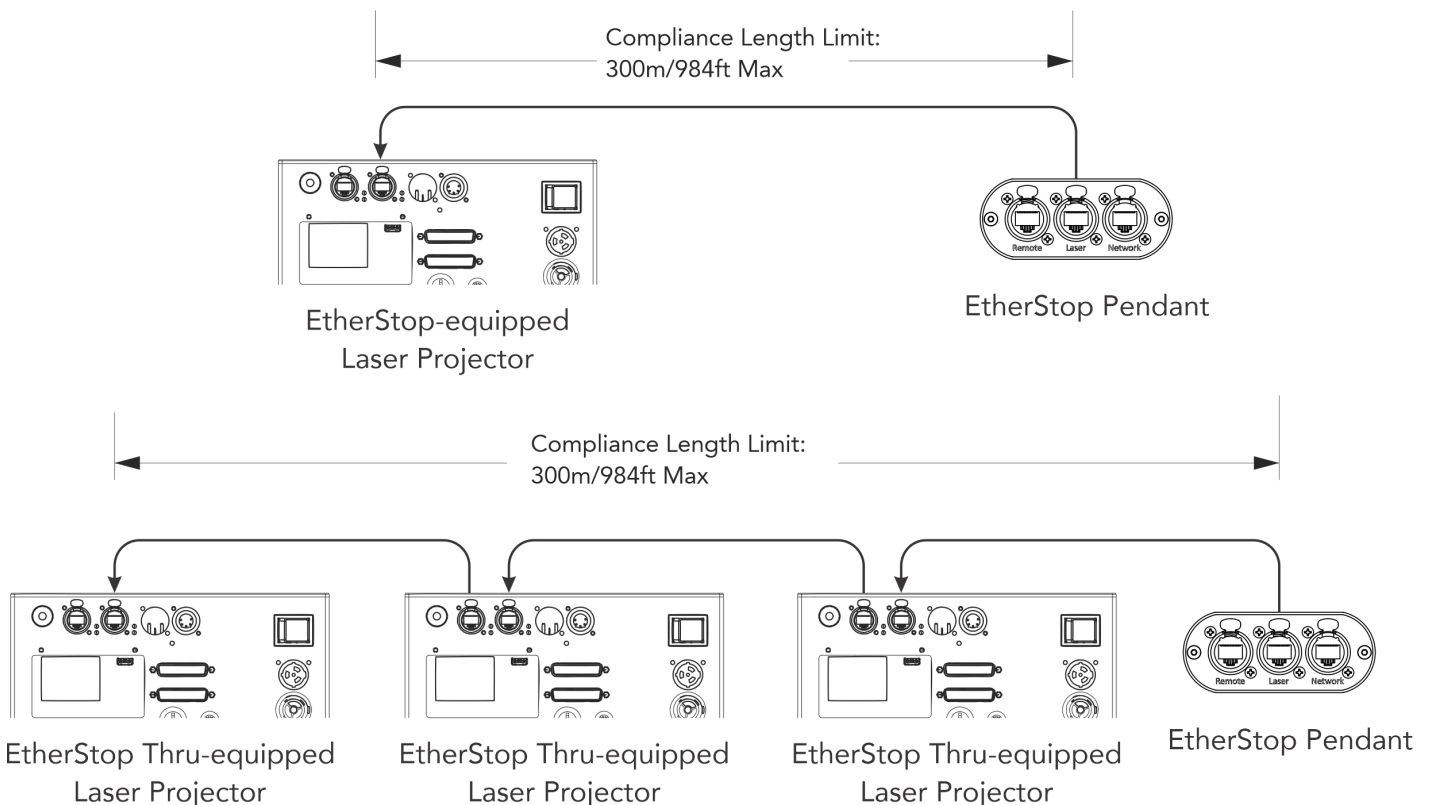 Compliance Length Limit:
300m/984ft Max
Remote Laser Network
EtherStop-equipped
Laser Projector
EtherStop Pendant
Compliance Length Limit:
300m/984ft Max
Remote Laser Network
EtherStop Thru-equipped
Laser Projector
EtherStop Thru-equipped
Laser Projector
EtherStop Thru-equipped
Laser Projector
EtherStop Pendant